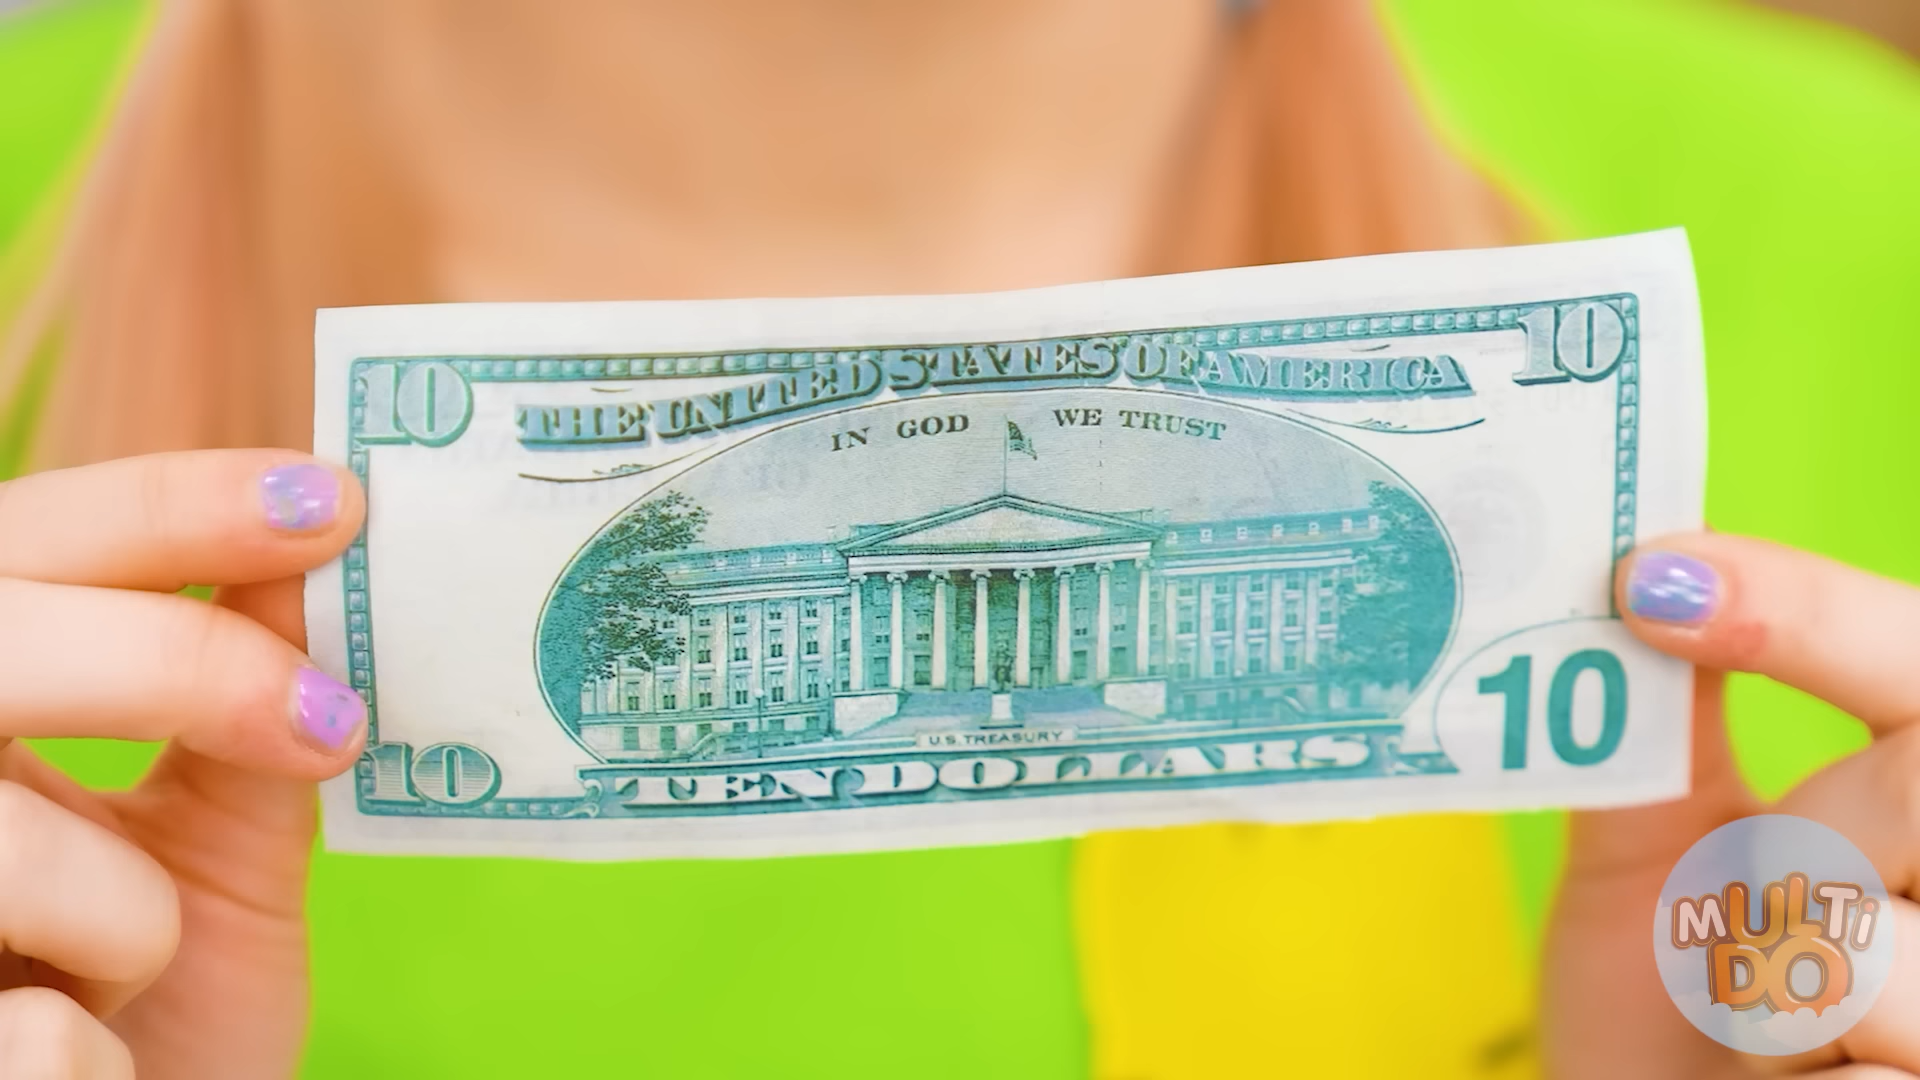 10
THE UNITED STATES OF AMERICA
10
IN GOD WE TRUST
U.S. TREASURY
10
TEN DOLLARS
10
MULTi
DO